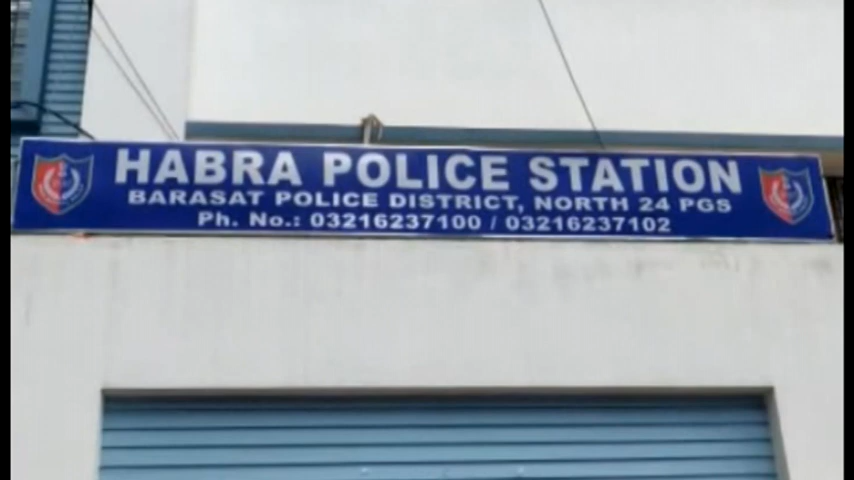 HABRA POLICE STATION
BARASAT POLICE DISTRICT, NORTH 24 PGS
Ph. No.: 03216237100 / 03216237102